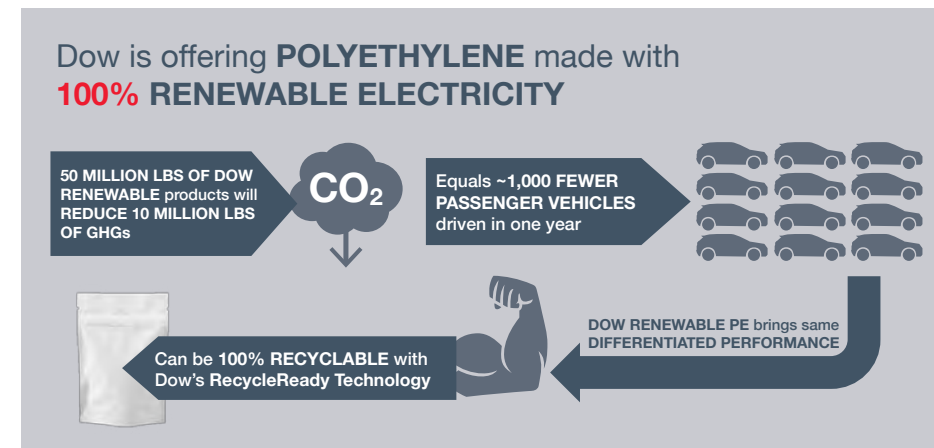 Dow is offering POLYETHYLENE made with
100% RENEWABLE ELECTRICITY
50 MILLION LBS OF DOW
RENEWABLE products will
REDUCE 10 MILLION LBS
OF GHGs
CO₂
Equals ~1,000 FEWER
PASSENGER VEHICLES
driven in one year
DOW RENEWABLE PE brings same
DIFFERENTIATED PERFORMANCE
Can be 100% RECYCLABLE with
Dow's RecycleReady Technology